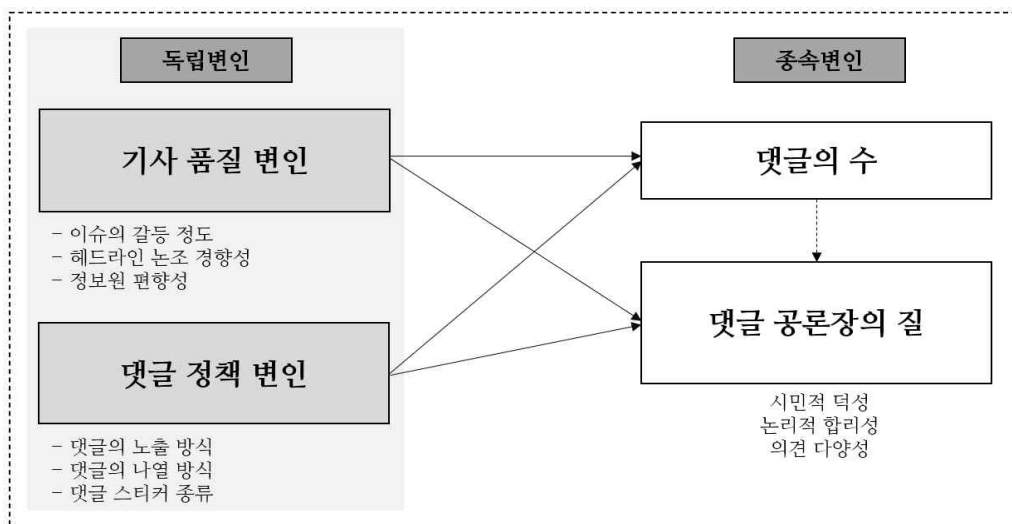 독립변인
기사 품질 변인
- 이슈의 갈등 정도
- 헤드라인 논조 경향성
- 정보원 편향성
댓글 정책 변인
- 댓글의 노출 방식
- 댓글의 나열 방식
- 댓글 스티커 종류
종속변인
댓글의 수
댓글 공론장의 질
시민적 덕성
논리적 합리성
의견 다양성